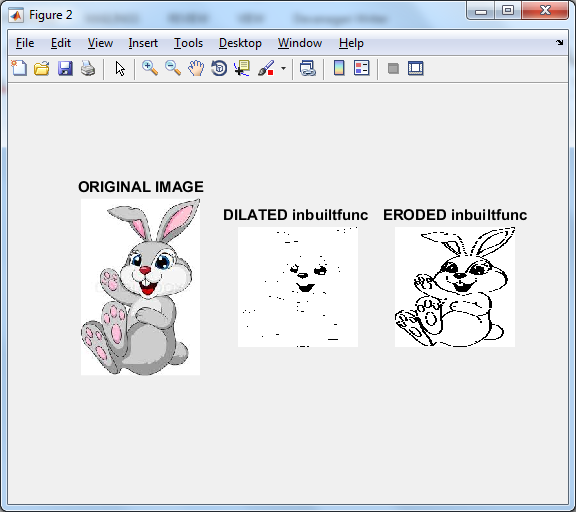 Figure 2
File Edit View Insert Tools Desktop Window Help
ORIGINAL IMAGE
DILATED inbuiltfunc ERODED inbuiltfunc